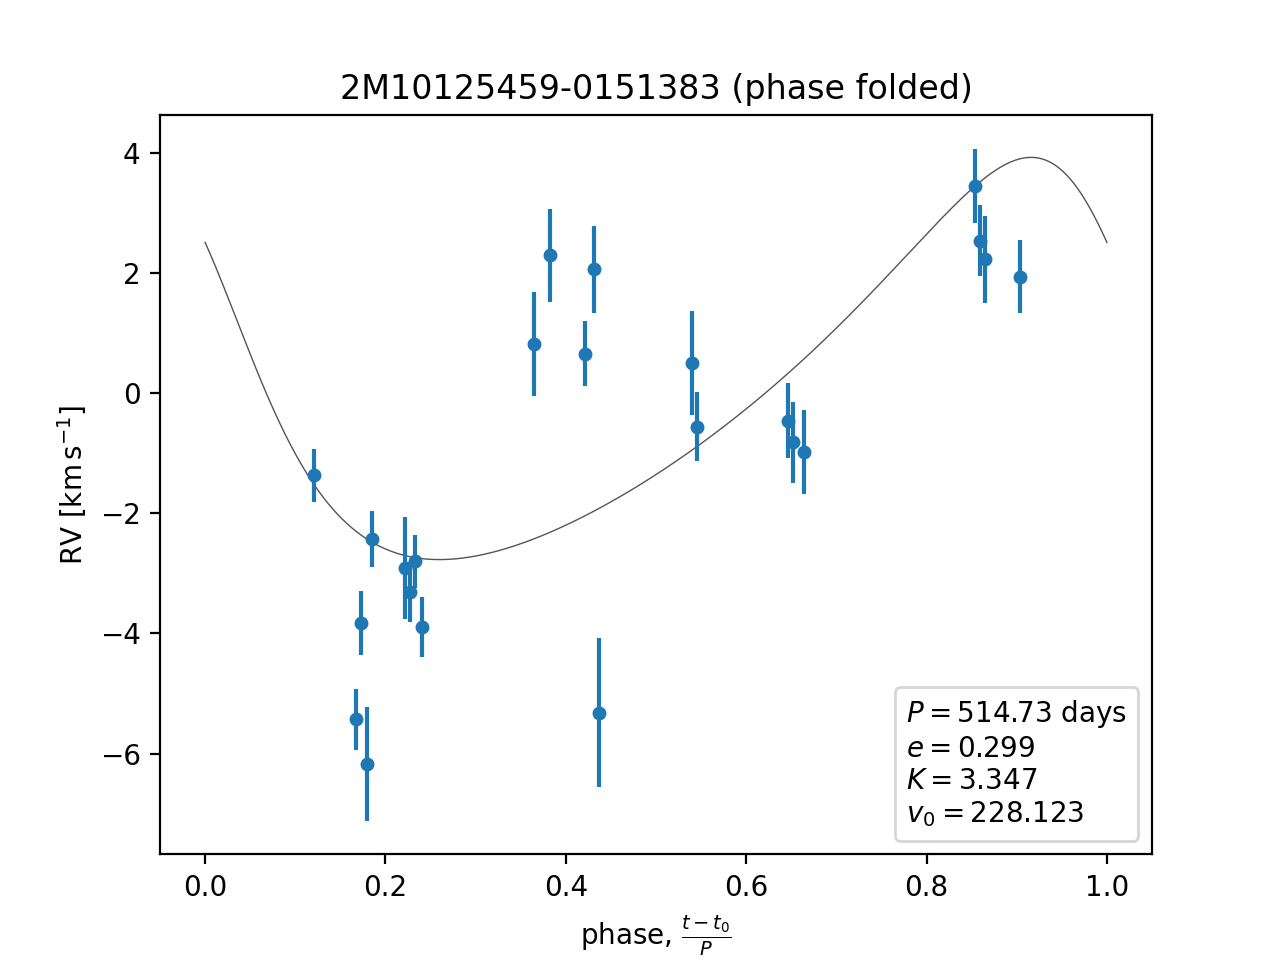 2M10125459-0151383 (phase folded)
4
2
0
−2
−4
−6
RV [km s⁻¹]
P = 514.73 days
e = 0.299
K = 3.347
v₀ = 228.123
0.0 0.2 0.4 0.6 0.8 1.0
phase, (t − t₀)/P